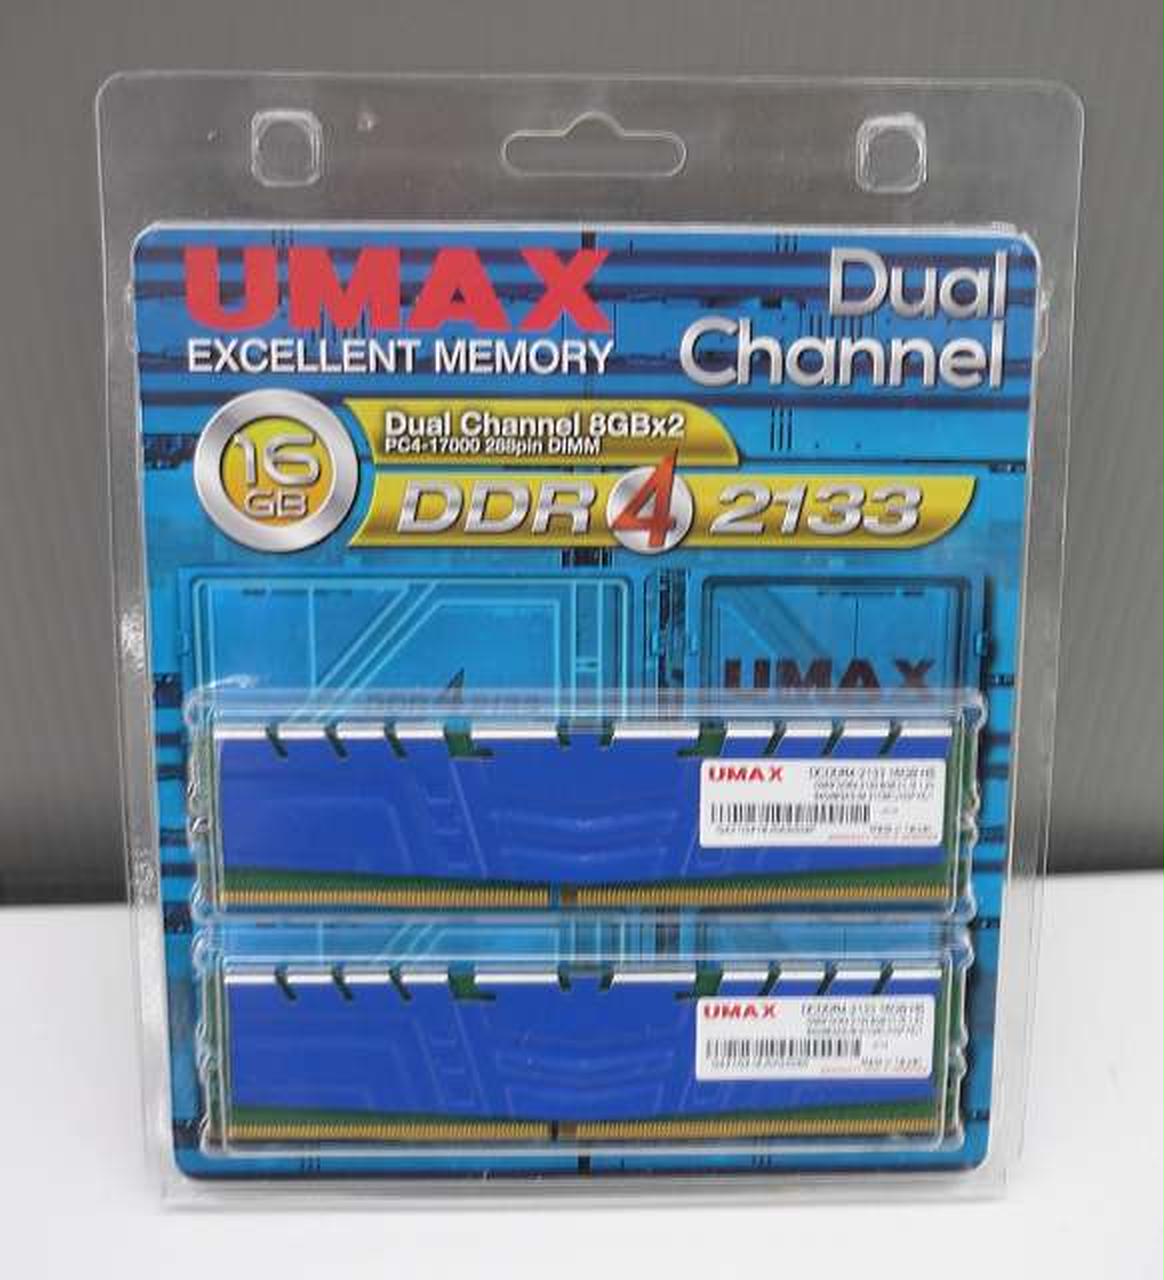 UMAX
EXCELLENT MEMORY
Dual
Channel
16
GB
Dual Channel 8GBx2
PC4-17000 288pin DIMM
DDR4 2133
UMAX
UMAX
UMAX